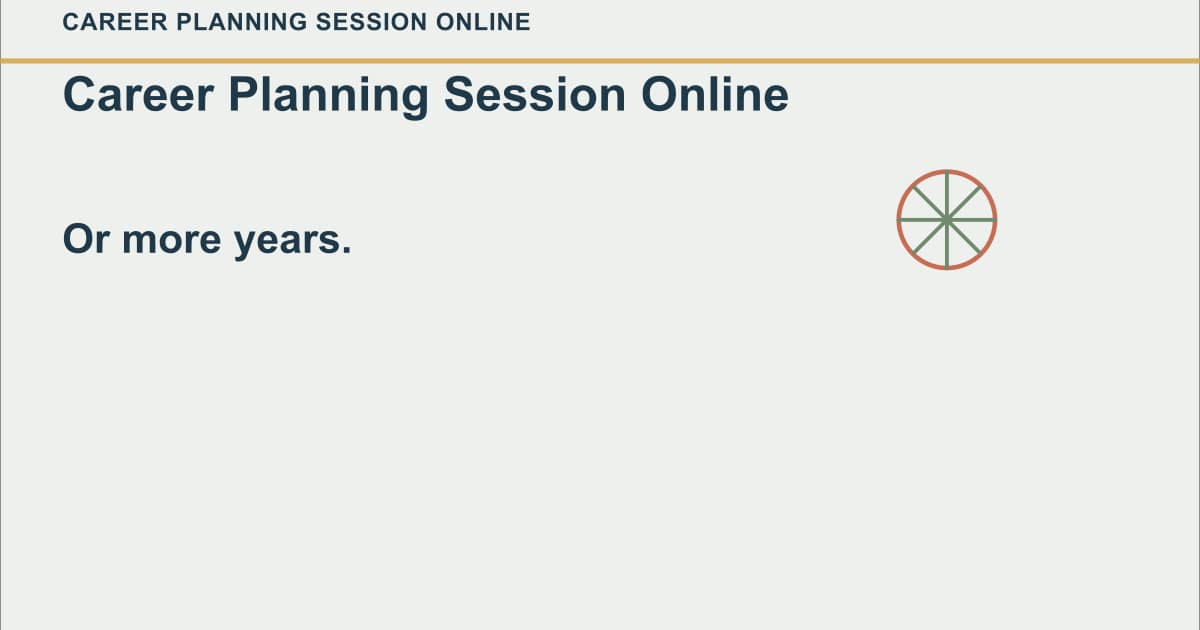 CAREER PLANNING SESSION ONLINE
Career Planning Session Online
Or more years.